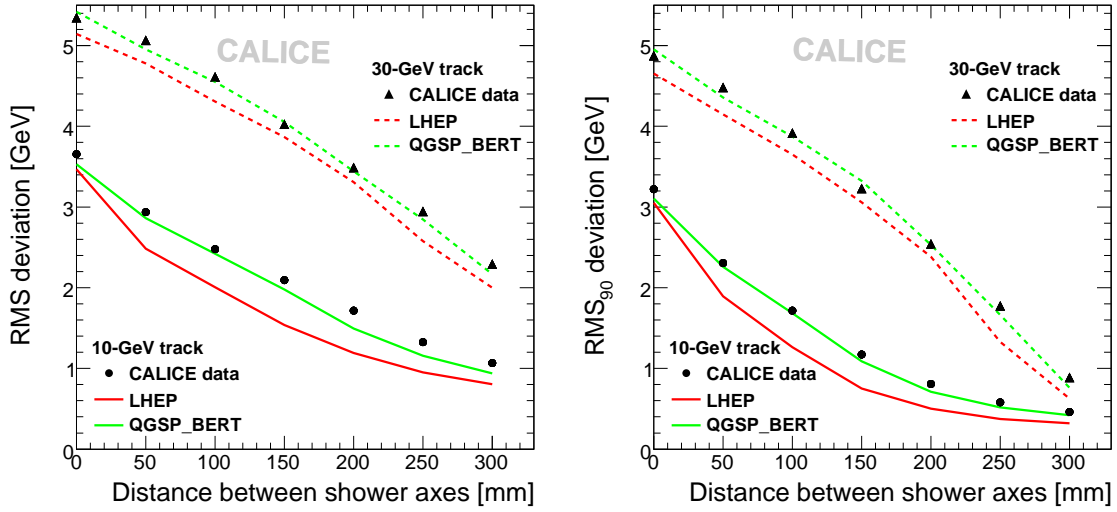 RMS deviation [GeV]
5
4
3
2
1
0
CALICE
30-GeV track
CALICE data
LHEP
QGSP_BERT
10-GeV track
CALICE data
LHEP
QGSP_BERT
0 50 100 150 200 250 300
Distance between shower axes [mm]
RMS90 deviation [GeV]
5
4
3
2
1
0
CALICE
30-GeV track
CALICE data
LHEP
QGSP_BERT
10-GeV track
CALICE data
LHEP
QGSP_BERT
0 50 100 150 200 250 300
Distance between shower axes [mm]